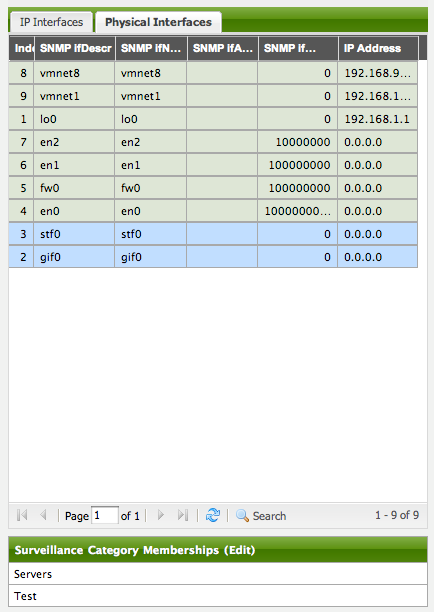 IP Interfaces Physical Interfaces
Inde SNMP ifDescr SNMP ifN... SNMP ifA... SNMP if... IP Address
8 vmnet8 vmnet8 0 192.168.9...
9 vmnet1 vmnet1 0 192.168.1...
1 lo0 lo0 0 192.168.1.1
7 en2 en2 10000000 0.0.0.0
6 en1 en1 100000000 0.0.0.0
5 fw0 fw0 100000000 0.0.0.0
4 en0 en0 10000000... 0.0.0.0
3 stf0 stf0 0 0.0.0.0
2 gif0 gif0 0 0.0.0.0
Page 1 of 1 Search 1 - 9 of 9
Surveillance Category Memberships (Edit)
Servers
Test